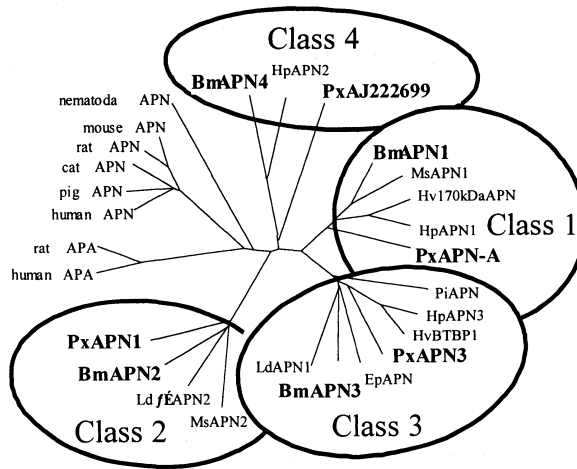 Class 4
BmAPN4
HpAPN2
PxAJ222699
nematoda APN
mouse APN
rat APN
cat APN
pig APN
human APN
rat APA
human APA
BmAPN1
MsAPN1
Hv170kDaAPN
HpAPN1
Class 1
PxAPN-A
PiAPN
HpAPN3
HvBTBP1
PxAPN3
EpAPN
LdAPN1
BmAPN3
Class 3
PxAPN1
BmAPN2
Ld ƒÉAPN2
MsAPN2
Class 2